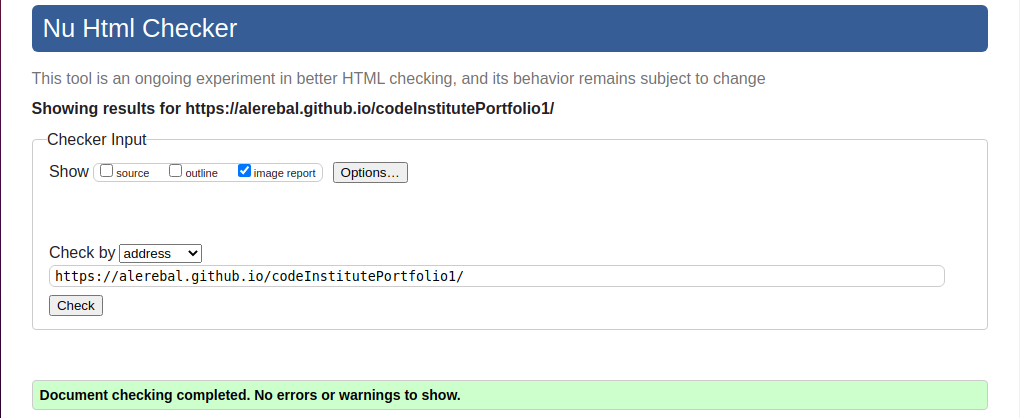 Nu Html Checker
This tool is an ongoing experiment in better HTML checking, and its behavior remains subject to change
Showing results for https://alerebal.github.io/codeInstitutePortfolio1/
Checker Input
Show source outline image report Options...
Check by address
https://alerebal.github.io/codeInstitutePortfolio1/
Check
Document checking completed. No errors or warnings to show.